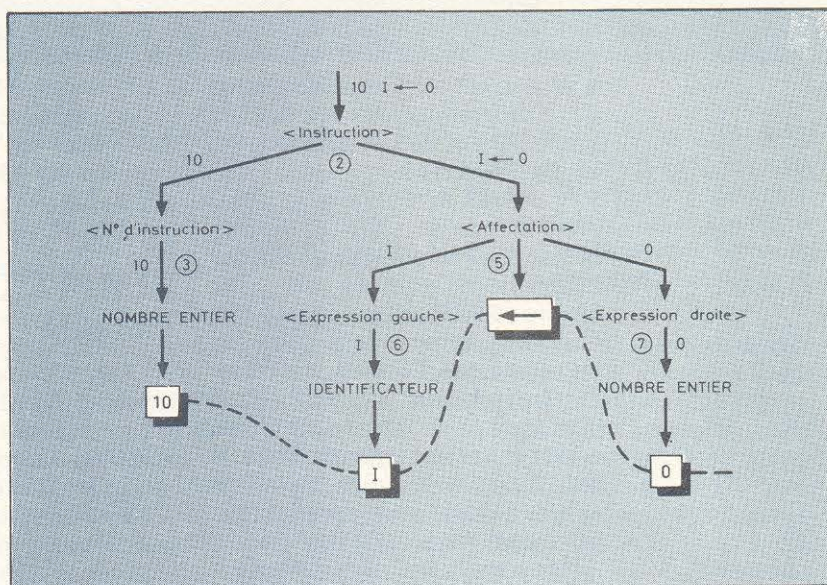 10 I ← 0
<Instruction>
10 ② I ← 0
<N° d'instruction> <Affectation>
10 ③ I ⑤ 0
NOMBRE ENTIER <Expression gauche> ← <Expression droite>
I ⑥ ⑦ 0
10 IDENTIFICATEUR NOMBRE ENTIER
I 0